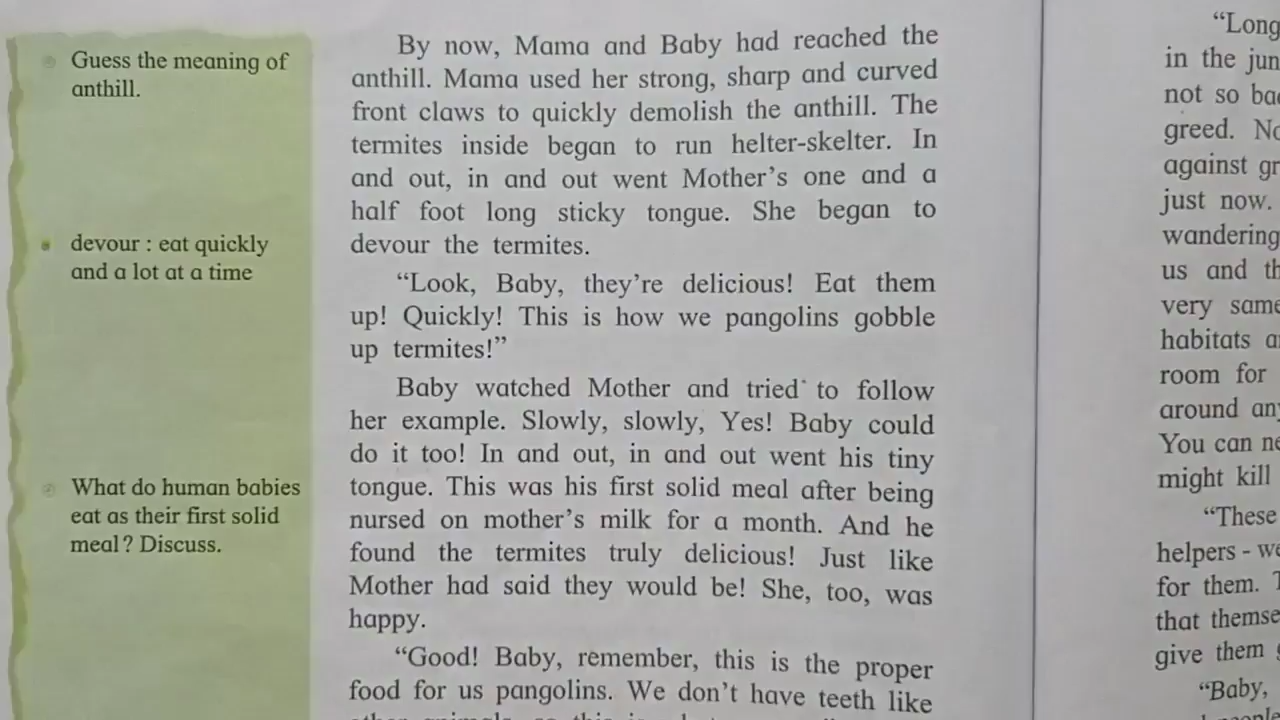 Guess the meaning of
anthill.
devour : eat quickly
and a lot at a time
What do human babies
eat as their first solid
meal? Discuss.
By now, Mama and Baby had reached the
anthill. Mama used her strong, sharp and curved
front claws to quickly demolish the anthill. The
termites inside began to run helter-skelter. In
and out, in and out went Mother's one and a
half foot long sticky tongue. She began to
devour the termites.
"Look, Baby, they're delicious! Eat them
up! Quickly! This is how we pangolins gobble
up termites!"
Baby watched Mother and tried to follow
her example. Slowly, slowly, Yes! Baby could
do it too! In and out, in and out went his tiny
tongue. This was his first solid meal after being
nursed on mother's milk for a month. And he
found the termites truly delicious! Just like
Mother had said they would be! She, too, was
happy.
"Good! Baby, remember, this is the proper
food for us pangolins. We don't have teeth like
"Long
in the
not so
greed.
against
just now.
wandering
us and
very same
habitats
room for
around
You can
might kill
"These
helpers -
for them.
that
give them
"Baby,